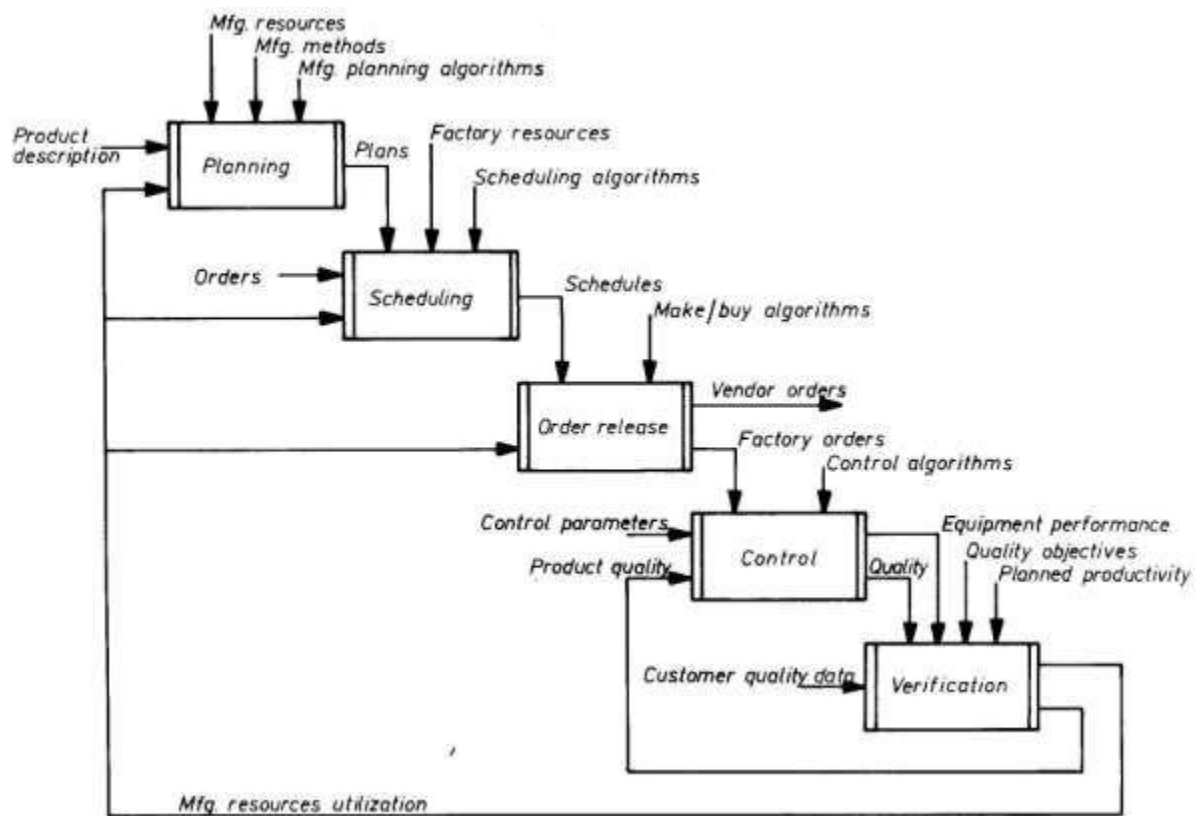 Mfg. resources
Mfg. methods
Mfg. planning algorithms
Product
description
Planning
Plans
Factory resources
Scheduling algorithms
Orders
Scheduling
Schedules
Make/buy algorithms
Order release
Vendor orders
Factory orders
Control algorithms
Control parameters
Product quality
Control
Equipment performance
Quality objectives
Quality
Planned productivity
Customer quality data
Verification
Mfg. resources utilization